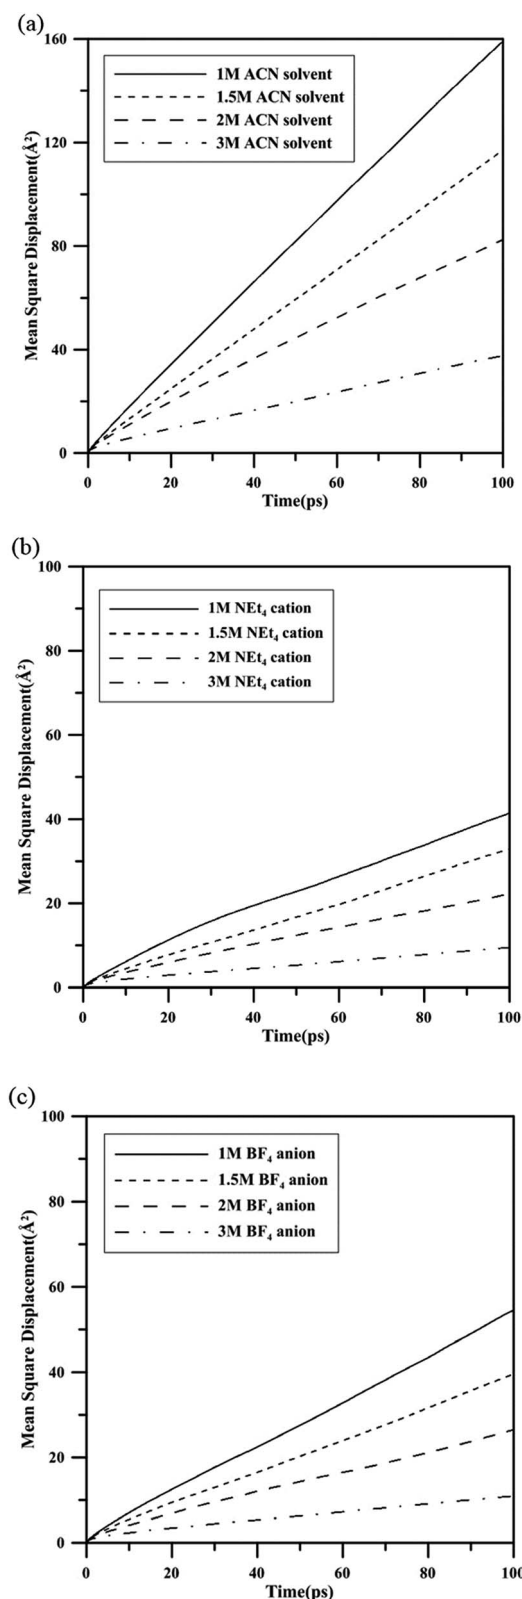 (a)
160
120
80
40
0
Mean Square Displacement(Å²)
1M ACN solvent
1.5M ACN solvent
2M ACN solvent
3M ACN solvent
0 20 40 60 80 100
Time(ps)
(b)
100
80
60
40
20
0
Mean Square Displacement(Å²)
1M NEt₄ cation
1.5M NEt₄ cation
2M NEt₄ cation
3M NEt₄ cation
0 20 40 60 80 100
Time(ps)
(c)
100
80
60
40
20
0
Mean Square Displacement(Å²)
1M BF₄ anion
1.5M BF₄ anion
2M BF₄ anion
3M BF₄ anion
0 20 40 60 80 100
Time(ps)